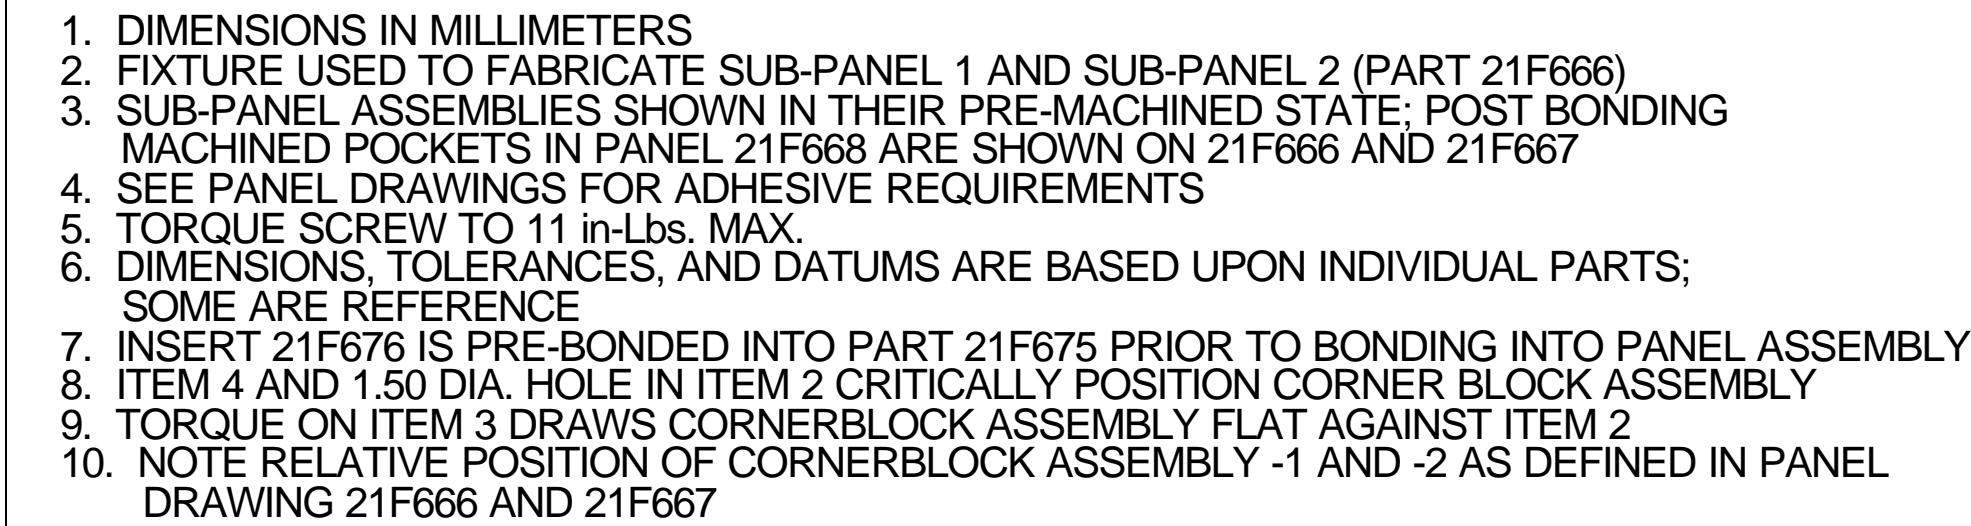 1. DIMENSIONS IN MILLIMETERS
2. FIXTURE USED TO FABRICATE SUB-PANEL 1 AND SUB-PANEL 2 (PART 21F666)
3. SUB-PANEL ASSEMBLIES SHOWN IN THEIR PRE-MACHINED STATE; POST BONDING
MACHINED POCKETS IN PANEL 21F668 ARE SHOWN ON 21F666 AND 21F667
4. SEE PANEL DRAWINGS FOR ADHESIVE REQUIREMENTS
5. TORQUE SCREW TO 11 in-Lbs. MAX.
6. DIMENSIONS, TOLERANCES, AND DATUMS ARE BASED UPON INDIVIDUAL PARTS;
SOME ARE REFERENCE
7. INSERT 21F676 IS PRE-BONDED INTO PART 21F675 PRIOR TO BONDING INTO PANEL ASSEMBLY
8. ITEM 4 AND 1.50 DIA. HOLE IN ITEM 2 CRITICALLY POSITION CORNER BLOCK ASSEMBLY
9. TORQUE ON ITEM 3 DRAWS CORNERBLOCK ASSEMBLY FLAT AGAINST ITEM 2
10. NOTE RELATIVE POSITION OF CORNERBLOCK ASSEMBLY -1 AND -2 AS DEFINED IN PANEL
DRAWING 21F666 AND 21F667